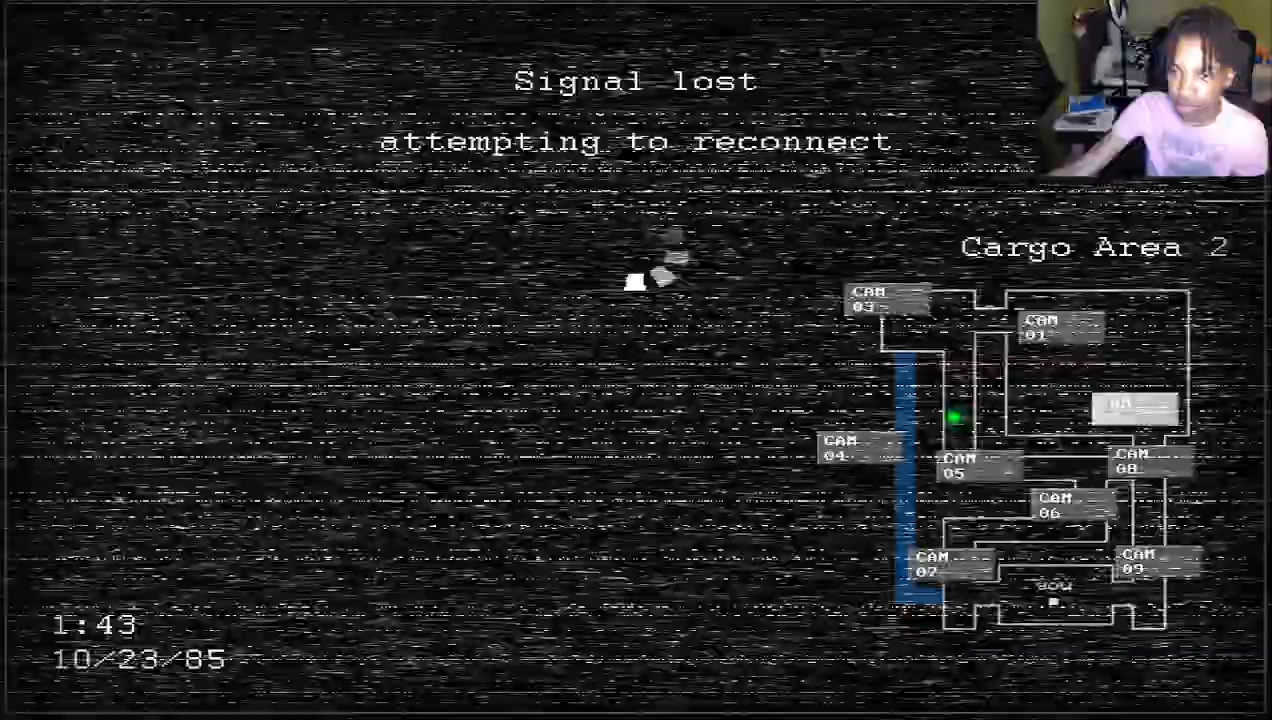 Signal lost
attempting to reconnect
Cargo Area 2
CAM
03
CAM
01
CAM
04
CAM
05
CAM
08
CAM
06
CAM
07
CAM
09
1:43
10/23/85